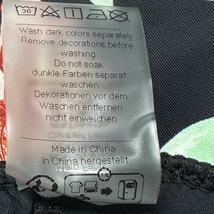 30
Wash dark colors separately
Remove decorations before
washing
Do not soak
dunkle Farben separat
waschen
Dekorationen vor dem
Waschen entfernen
nicht einweichen
Made in China
In China hergestellt